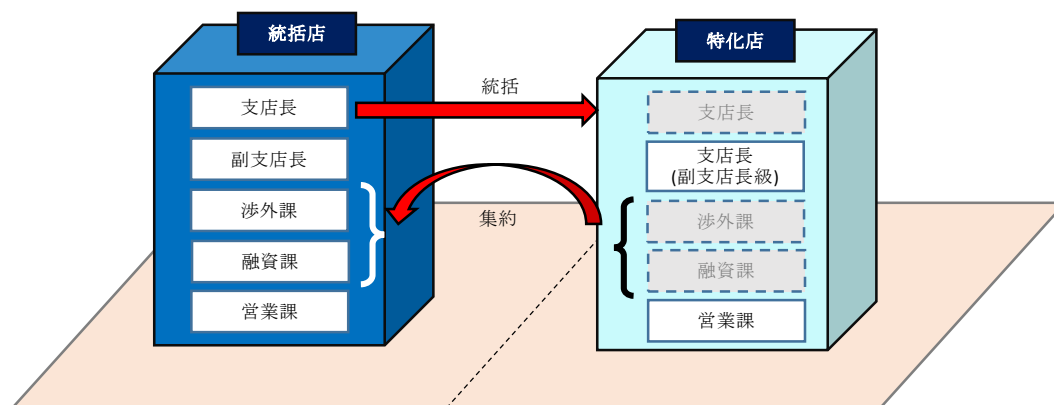 統括店
特化店
統括
支店長
副支店長
渉外課
融資課
営業課
集約
支店長
支店長
(副支店長級)
渉外課
融資課
営業課